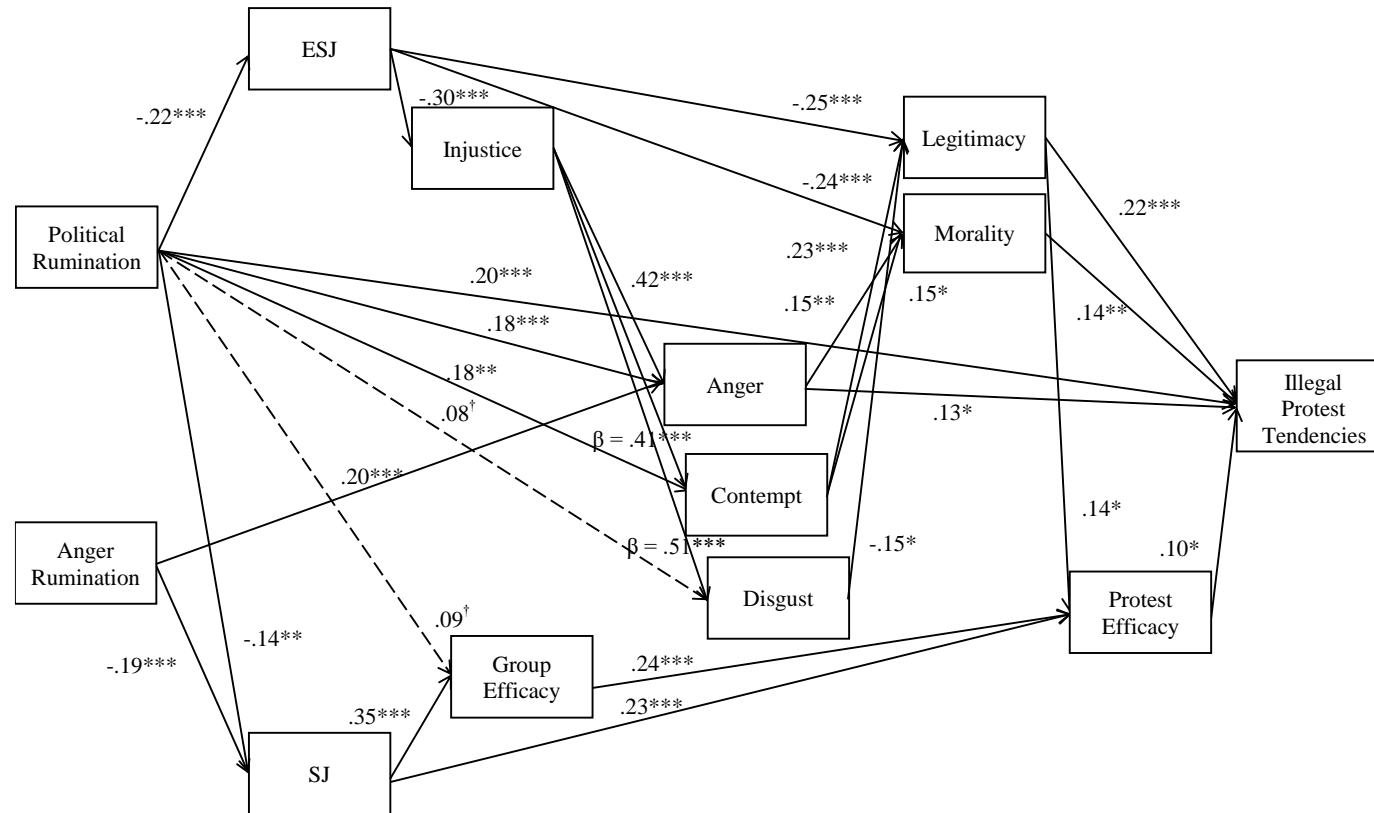 ESJ
-.22***
-.30***
-.25***
Legitimacy
Injustice
-.24***
.22***
Political
Rumination
Morality
.23***
.20***
.42***
.15**
.15*
.14**
.18***
.18**
Anger
Illegal
Protest
Tendencies
.08†
.13*
β = .41***
.20***
Contempt
.14*
Anger
Rumination
β = .51***
-.15*
.10*
Disgust
Protest
Efficacy
.09†
-.14**
-.19***
Group
Efficacy
.24***
.35***
.23***
SJ